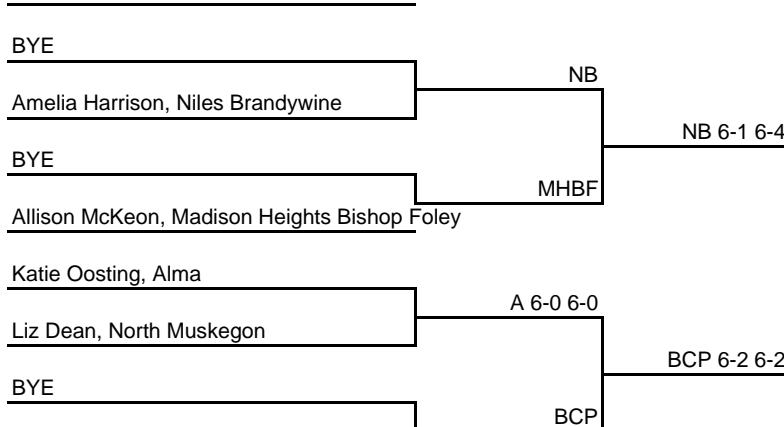 BYE
NB
Amelia Harrison, Niles Brandywine
NB 6-1 6-4
BYE
MHBF
Allison McKeon, Madison Heights Bishop Foley
Katie Oosting, Alma
A 6-0 6-0
Liz Dean, North Muskegon
BCP 6-2 6-2
BYE
BCP